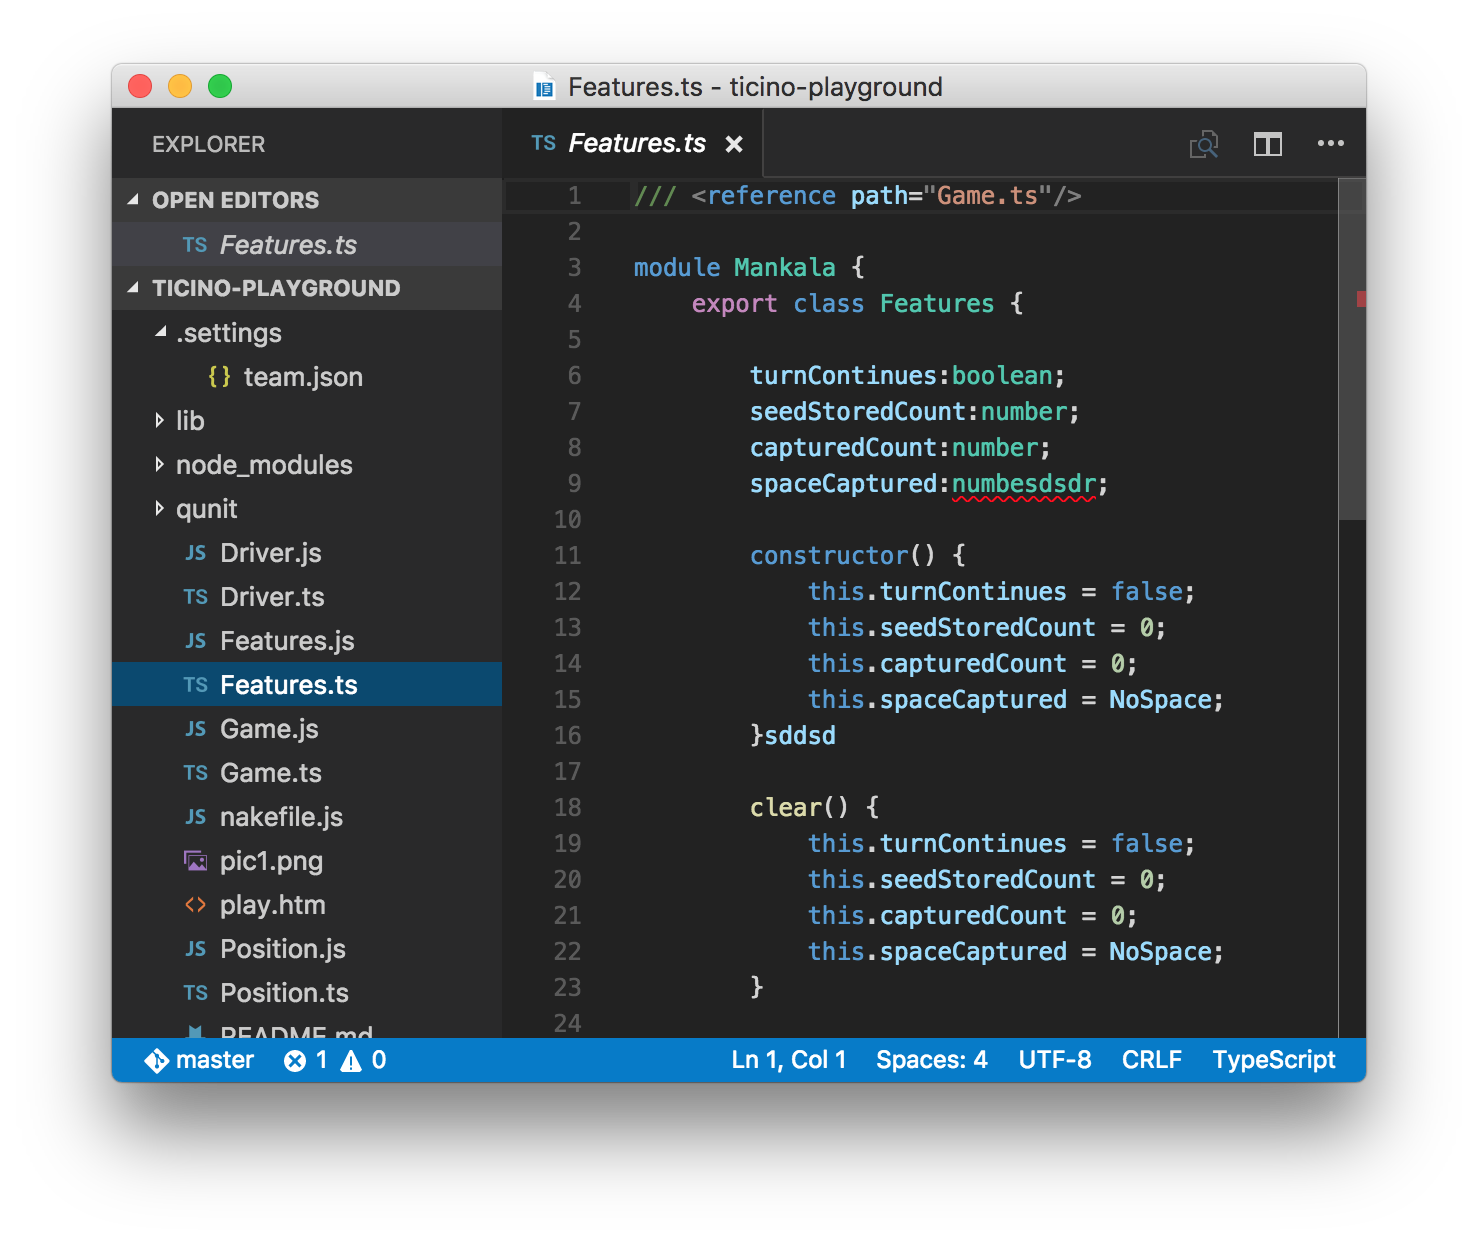 Features.ts - ticino-playground
EXPLORER
OPEN EDITORS
TS Features.ts
TICINO-PLAYGROUND
.settings
{} team.json
lib
node_modules
qunit
JS Driver.js
TS Driver.ts
JS Features.js
TS Features.ts
JS Game.js
TS Game.ts
JS nakefile.js
pic1.png
<> play.htm
JS Position.js
TS Position.ts
README.md
TS Features.ts
1 /// <reference path="Game.ts"/>
2
3 module Mankala {
4 export class Features {
5
6 turnContinues:boolean;
7 seedStoredCount:number;
8 capturedCount:number;
9 spaceCaptured:numbesdsdr;
10
11 constructor() {
12 this.turnContinues = false;
13 this.seedStoredCount = 0;
14 this.capturedCount = 0;
15 this.spaceCaptured = NoSpace;
16 }sddsd
17
18 clear() {
19 this.turnContinues = false;
20 this.seedStoredCount = 0;
21 this.capturedCount = 0;
22 this.spaceCaptured = NoSpace;
23 }
24
master 1 0 Ln 1, Col 1 Spaces: 4 UTF-8 CRLF TypeScript